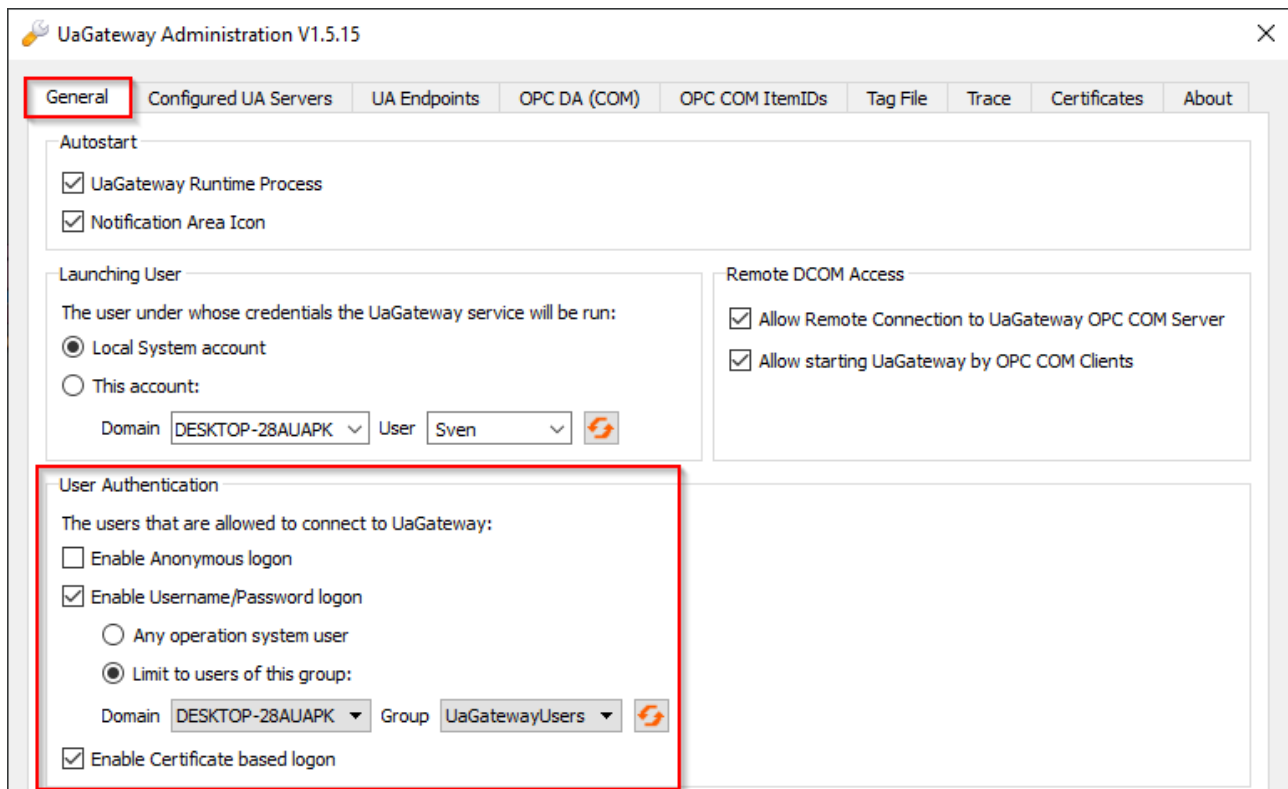 UaGateway Administration V1.5.15
General Configured UA Servers UA Endpoints OPC DA (COM) OPC COM ItemIDs Tag File Trace Certificates About
Autostart
UaGateway Runtime Process
Notification Area Icon
Launching User
The user under whose credentials the UaGateway service will be run:
Local System account
This account:
Domain DESKTOP-28AUAPK User Sven
Remote DCOM Access
Allow Remote Connection to UaGateway OPC COM Server
Allow starting UaGateway by OPC COM Clients
User Authentication
The users that are allowed to connect to UaGateway:
Enable Anonymous logon
Enable Username/Password logon
Any operation system user
Limit to users of this group:
Domain DESKTOP-28AUAPK Group UaGatewayUsers
Enable Certificate based logon